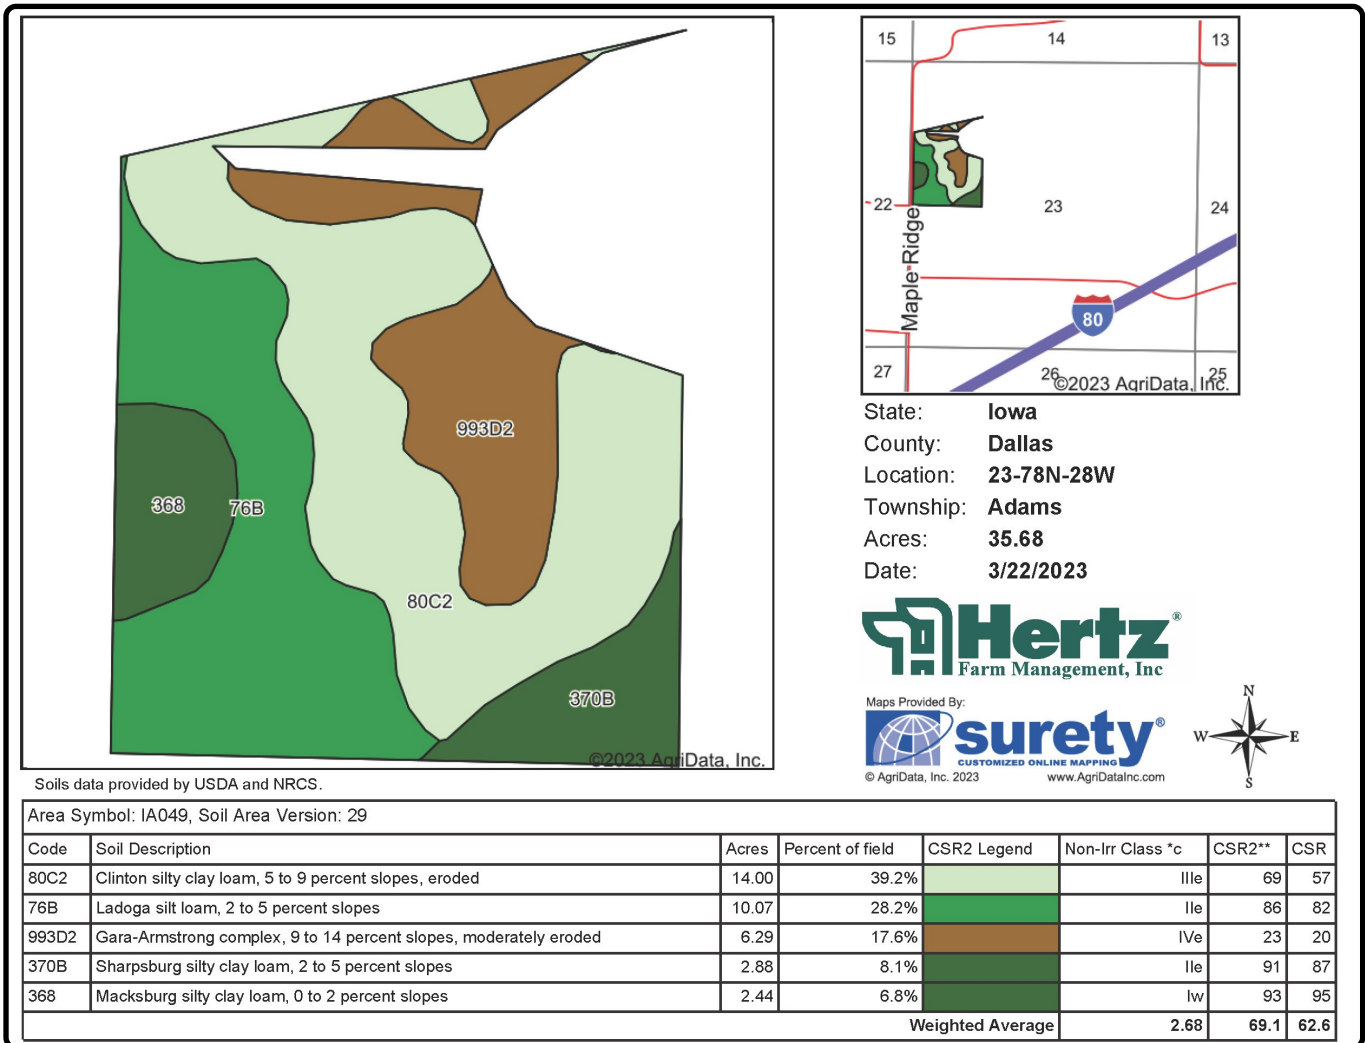 993D2
368
76B
80C2
370B
©2023 AgriData, Inc.
Soils data provided by USDA and NRCS.
15
14
13
22
23
24
Maple Ridge
80
27
26
25
©2023 AgriData, Inc.
State: Iowa
County: Dallas
Location: 23-78N-28W
Township: Adams
Acres: 35.68
Date: 3/22/2023
Hertz®
Farm Management, Inc
Maps Provided By:
surety®
CUSTOMIZED ONLINE MAPPING
© AgriData, Inc. 2023 www.AgriDataInc.com
N
W E
S
Area Symbol: IA049, Soil Area Version: 29
Code Soil Description Acres Percent of field CSR2 Legend Non-Irr Class *c CSR2** CSR
80C2 Clinton silty clay loam, 5 to 9 percent slopes, eroded 14.00 39.2% IIIe 69 57
76B Ladoga silt loam, 2 to 5 percent slopes 10.07 28.2% IIe 86 82
993D2 Gara-Armstrong complex, 9 to 14 percent slopes, moderately eroded 6.29 17.6% IVe 23 20
370B Sharpsburg silty clay loam, 2 to 5 percent slopes 2.88 8.1% IIe 91 87
368 Macksburg silty clay loam, 0 to 2 percent slopes 2.44 6.8% Iw 93 95
Weighted Average 2.68 69.1 62.6